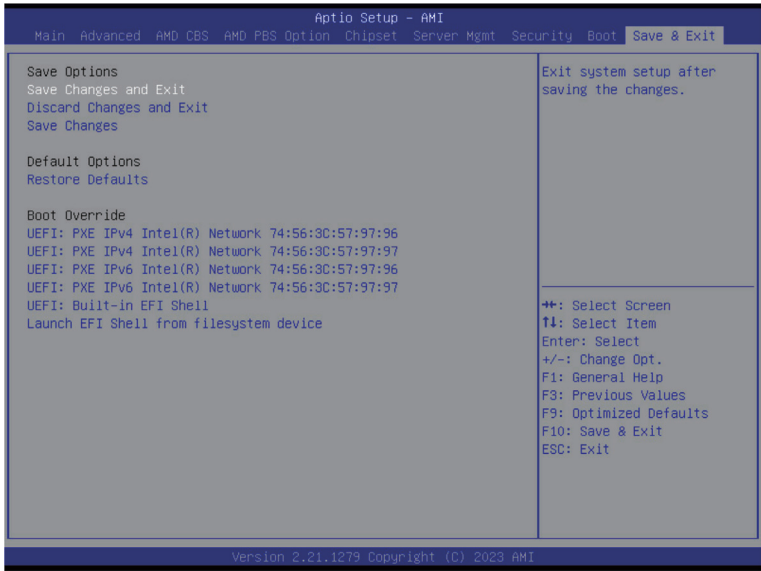 Aptio Setup - AMI
Main Advanced AMD CBS AMD PBS Option Chipset Server Mgmt Security Boot Save & Exit
Save Options
Save Changes and Exit
Discard Changes and Exit
Save Changes
Default Options
Restore Defaults
Boot Override
UEFI: PXE IPv4 Intel(R) Network 74:56:3C:57:97:96
UEFI: PXE IPv4 Intel(R) Network 74:56:3C:57:97:97
UEFI: PXE IPv6 Intel(R) Network 74:56:3C:57:97:96
UEFI: PXE IPv6 Intel(R) Network 74:56:3C:57:97:97
UEFI: Built-in EFI Shell
Launch EFI Shell from filesystem device
Exit system setup after
saving the changes.
→←: Select Screen
↑↓: Select Item
Enter: Select
+/-: Change Opt.
F1: General Help
F3: Previous Values
F9: Optimized Defaults
F10: Save & Exit
ESC: Exit
Version 2.21.1279 Copyright (C) 2023 AMI